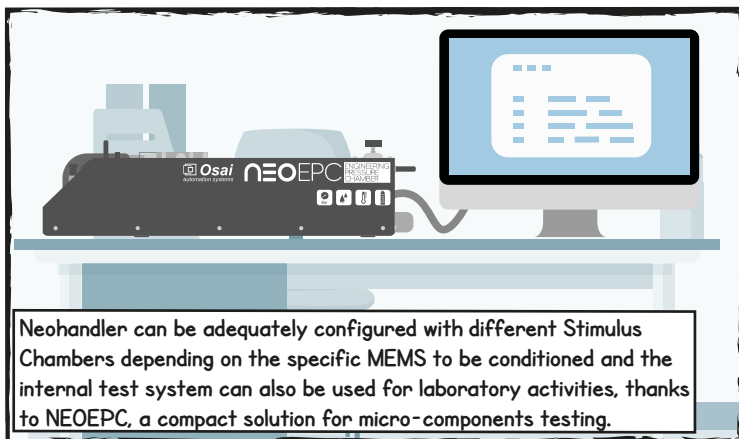 Osai
automation systems
NEOEPC
ENGINEERING
PRESSURE
CHAMBER
Neohandler can be adequately configured with different Stimulus
Chambers depending on the specific MEMS to be conditioned and the
internal test system can also be used for laboratory activities, thanks
to NEOEPC, a compact solution for micro-components testing.